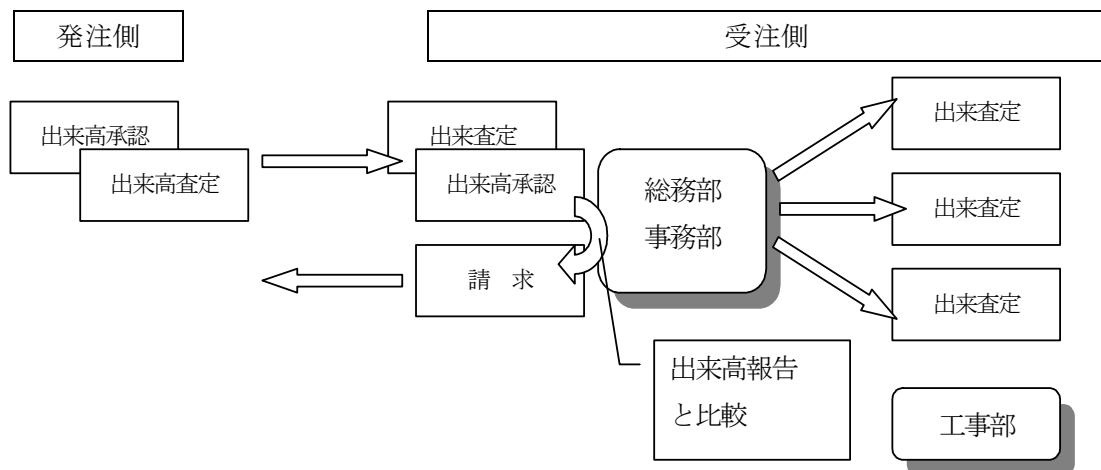 発注側
受注側
出来高承認
出来高査定
出来査定
出来高承認
請　求
総務部
事務部
出来査定
出来査定
出来査定
出来高報告
と比較
工事部